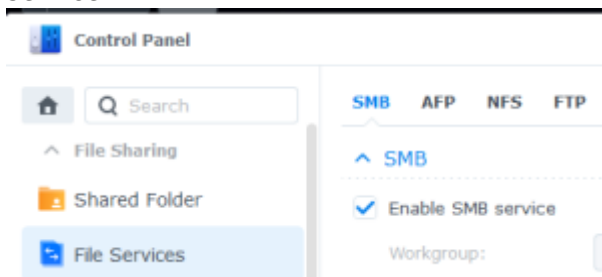 Control Panel
Search
SMB AFP NFS FTP
File Sharing
SMB
Shared Folder
Enable SMB service
File Services
Workgroup: